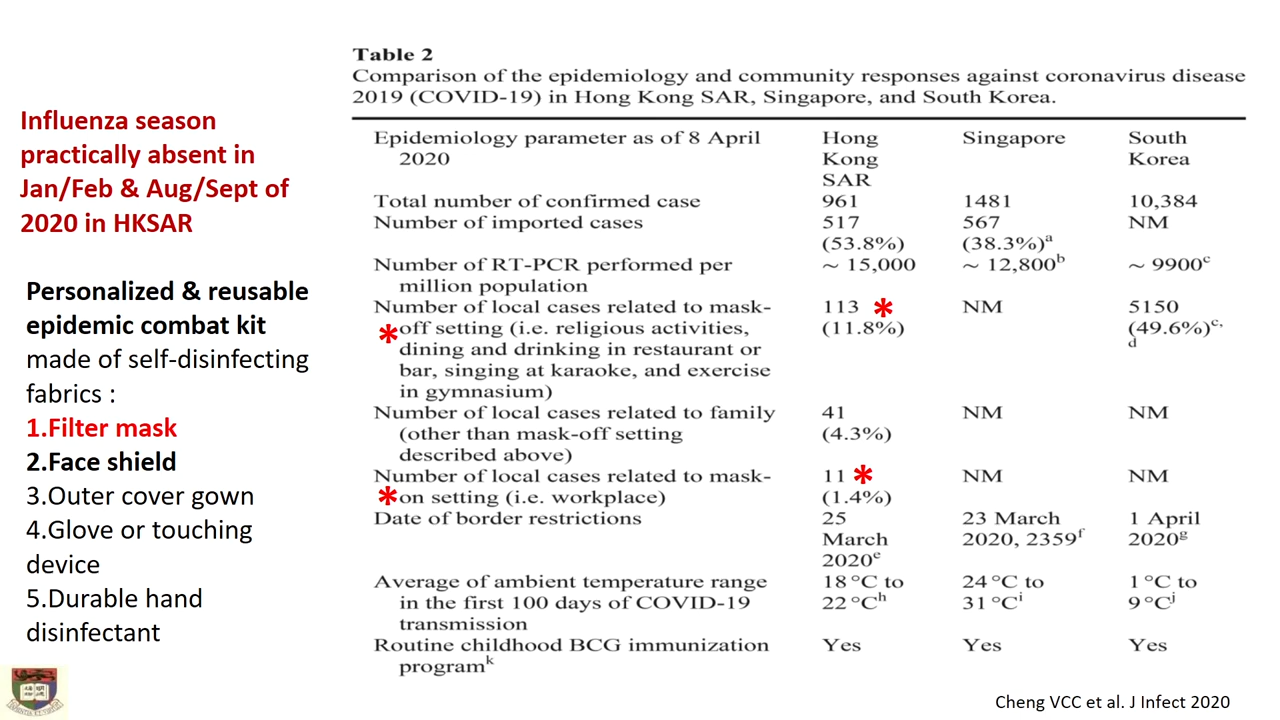 Influenza season
practically absent in
Jan/Feb & Aug/Sept of
2020 in HKSAR
Personalized & reusable
epidemic combat kit
made of self-disinfecting
fabrics :
1.Filter mask
2.Face shield
3.Outer cover gown
4.Glove or touching
device
5.Durable hand
disinfectant
Table 2
Comparison of the epidemiology and community responses against coronavirus disease
2019 (COVID-19) in Hong Kong SAR, Singapore, and South Korea.
Epidemiology parameter as of 8 April Hong Singapore South
2020 Kong Korea
SAR
Total number of confirmed case 961 1481 10,384
Number of imported cases 517 567 NM
(53.8%) (38.3%)a
Number of RT-PCR performed per ~ 15,000 ~ 12,800b ~ 9900c
million population
Number of local cases related to mask- 113 * NM 5150
*off setting (i.e. religious activities, (11.8%) (49.6%)c,
dining and drinking in restaurant or d
bar, singing at karaoke, and exercise
in gymnasium)
Number of local cases related to family 41 NM NM
(other than mask-off setting (4.3%)
described above)
Number of local cases related to mask- 11 * NM NM
*on setting (i.e. workplace) (1.4%)
Date of border restrictions 25 23 March 1 April
March 2020, 2359f 2020g
2020e
Average of ambient temperature range 18 °C to 24 °C to 1 °C to
in the first 100 days of COVID-19 22 °Ch 31 °Ci 9 °Cj
transmission
Routine childhood BCG immunization Yes Yes Yes
programk
Cheng VCC et al. J Infect 2020